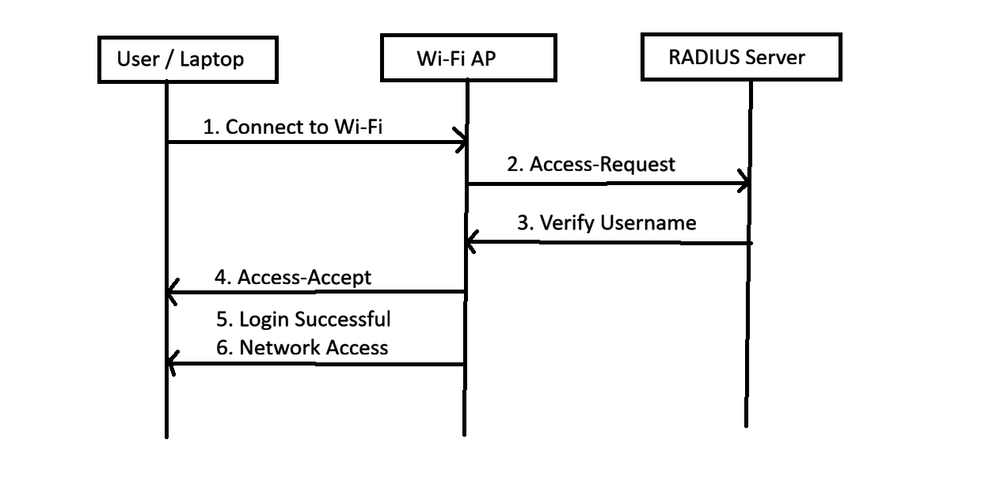 User / Laptop
Wi-Fi AP
RADIUS Server
1. Connect to Wi-Fi
2. Access-Request
3. Verify Username
4. Access-Accept
5. Login Successful
6. Network Access